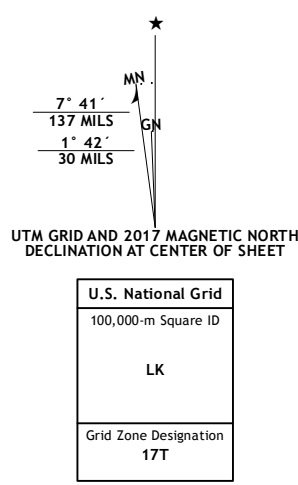 ★
MN
GN
7° 41´
137 MILS
1° 42´
30 MILS
UTM GRID AND 2017 MAGNETIC NORTH
DECLINATION AT CENTER OF SHEET
U.S. National Grid
100,000-m Square ID
LK
Grid Zone Designation
17T